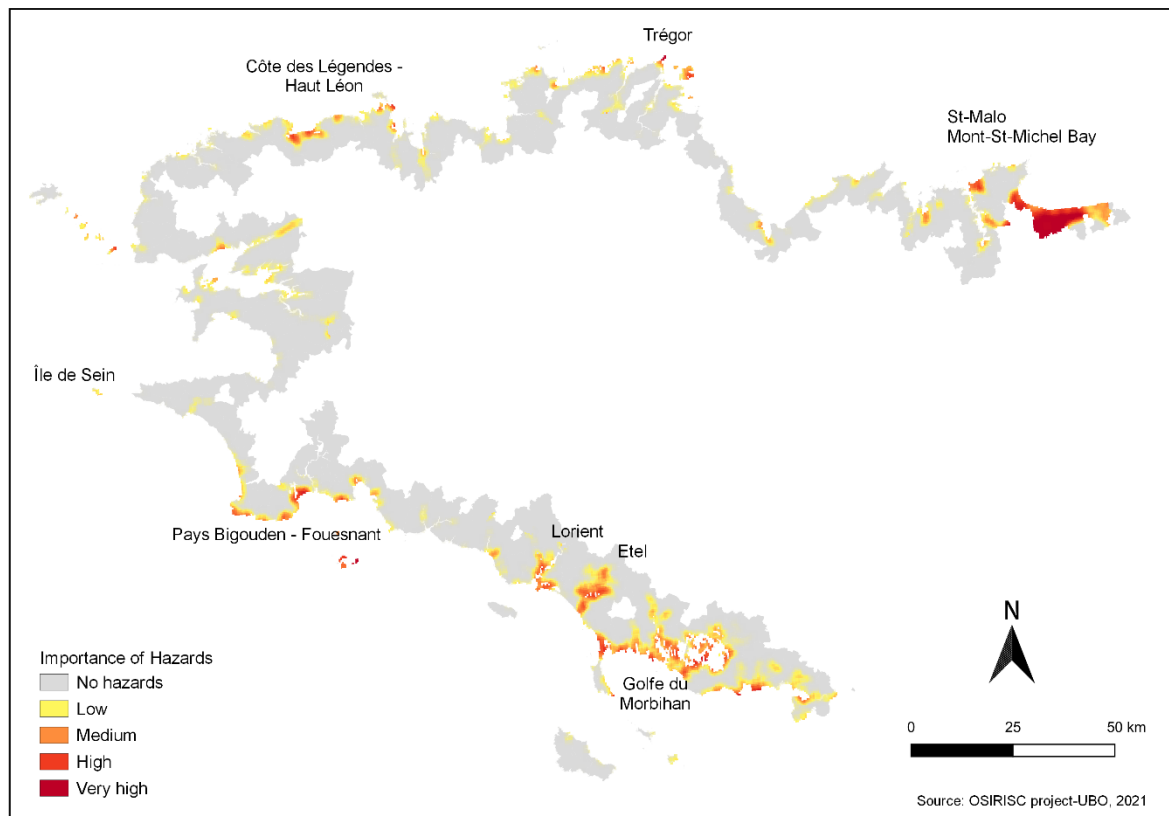 Trégor
Côte des Légendes -
Haut Léon
St-Malo
Mont-St-Michel Bay
Île de Sein
Pays Bigouden - Fouesnant
Lorient
Etel
Golfe du
Morbihan
N
0 25 50 km
Importance of Hazards
No hazards
Low
Medium
High
Very high
Source: OSIRISC project-UBO, 2021